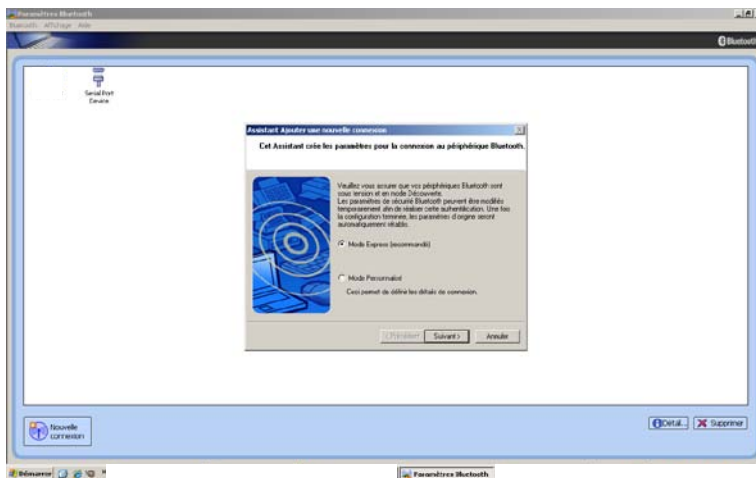 Paramètres Bluetooth
Bluetooth Affichage Aide
Bluetooth
Serial Port
Device
Assistant Ajouter une nouvelle connexion
Cet Assistant crée les paramètres pour la connexion au périphérique Bluetooth.
Veuillez vous assurer que vos périphériques Bluetooth sont
sous tension et en mode Découverte.
Les paramètres de sécurité Bluetooth peuvent être modifiés
temporairement afin de réaliser cette authentification. Une fois
la configuration terminée, les paramètres d'origine seront
automatiquement rétablis.
Mode Express (recommandé)
Mode Personnalisé
Ceci permet de définir les détails de connexion.
< Précédent Suivant > Annuler
Nouvelle
connexion
Détail... Supprimer
Démarrer Paramètres Bluetooth